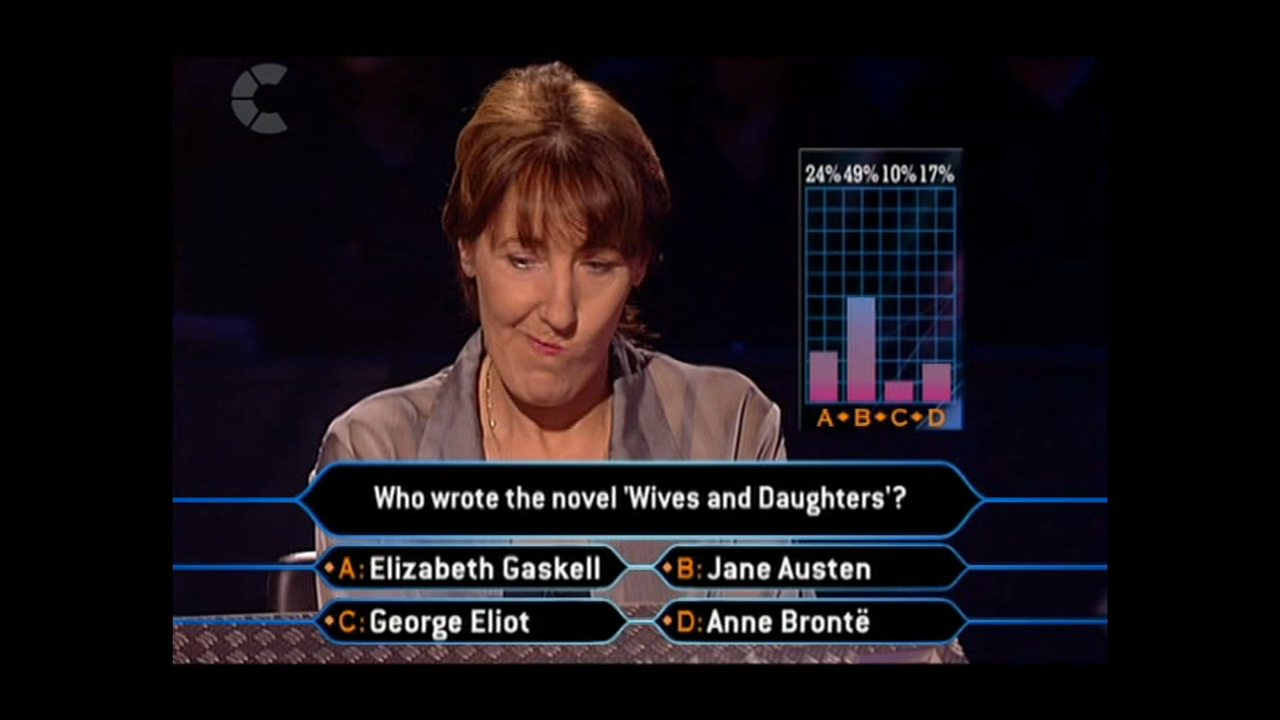 24% 49% 10% 17%
A B C D
Who wrote the novel 'Wives and Daughters'?
A: Elizabeth Gaskell
B: Jane Austen
C: George Eliot
D: Anne Brontë